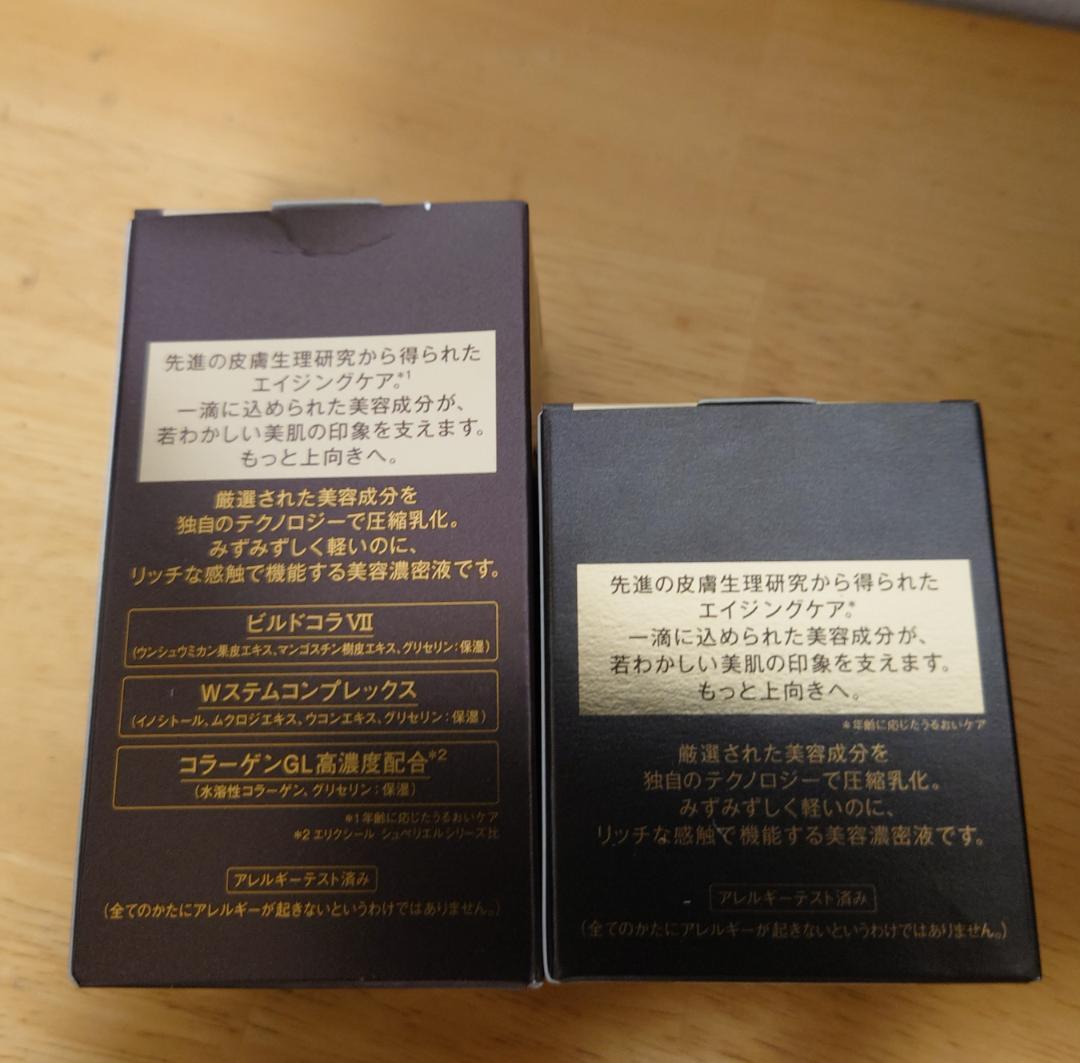 先進の皮膚生理研究から得られた
エイジングケア。*1
一滴に込められた美容成分が、
若わかしい美肌の印象を支えます。
もっと上向きへ。
厳選された美容成分を
独自のテクノロジーで圧縮乳化。
みずみずしく軽いのに、
リッチな感触で機能する美容濃密液です。
ビルドコラⅦ
(ウンシュウミカン果皮エキス、マンゴスチン樹皮エキス、グリセリン:保湿)
Wステムコンプレックス
(イノシトール、ムクロジエキス、ウコンエキス、グリセリン:保湿)
コラーゲンGL高濃度配合*2
(水溶性コラーゲン、グリセリン:保湿)
*1 年齢に応じたうるおいケア
*2 エリクシール シュペリエルシリーズ比
アレルギーテスト済み
(全てのかたにアレルギーが起きないというわけではありません。)
先進の皮膚生理研究から得られた
エイジングケア。*
一滴に込められた美容成分が、
若わかしい美肌の印象を支えます。
もっと上向きへ。
*年齢に応じたうるおいケア
厳選された美容成分を
独自のテクノロジーで圧縮乳化。
みずみずしく軽いのに、
リッチな感触で機能する美容濃密液です。
アレルギーテスト済み
(全てのかたにアレルギーが起きないというわけではありません。)